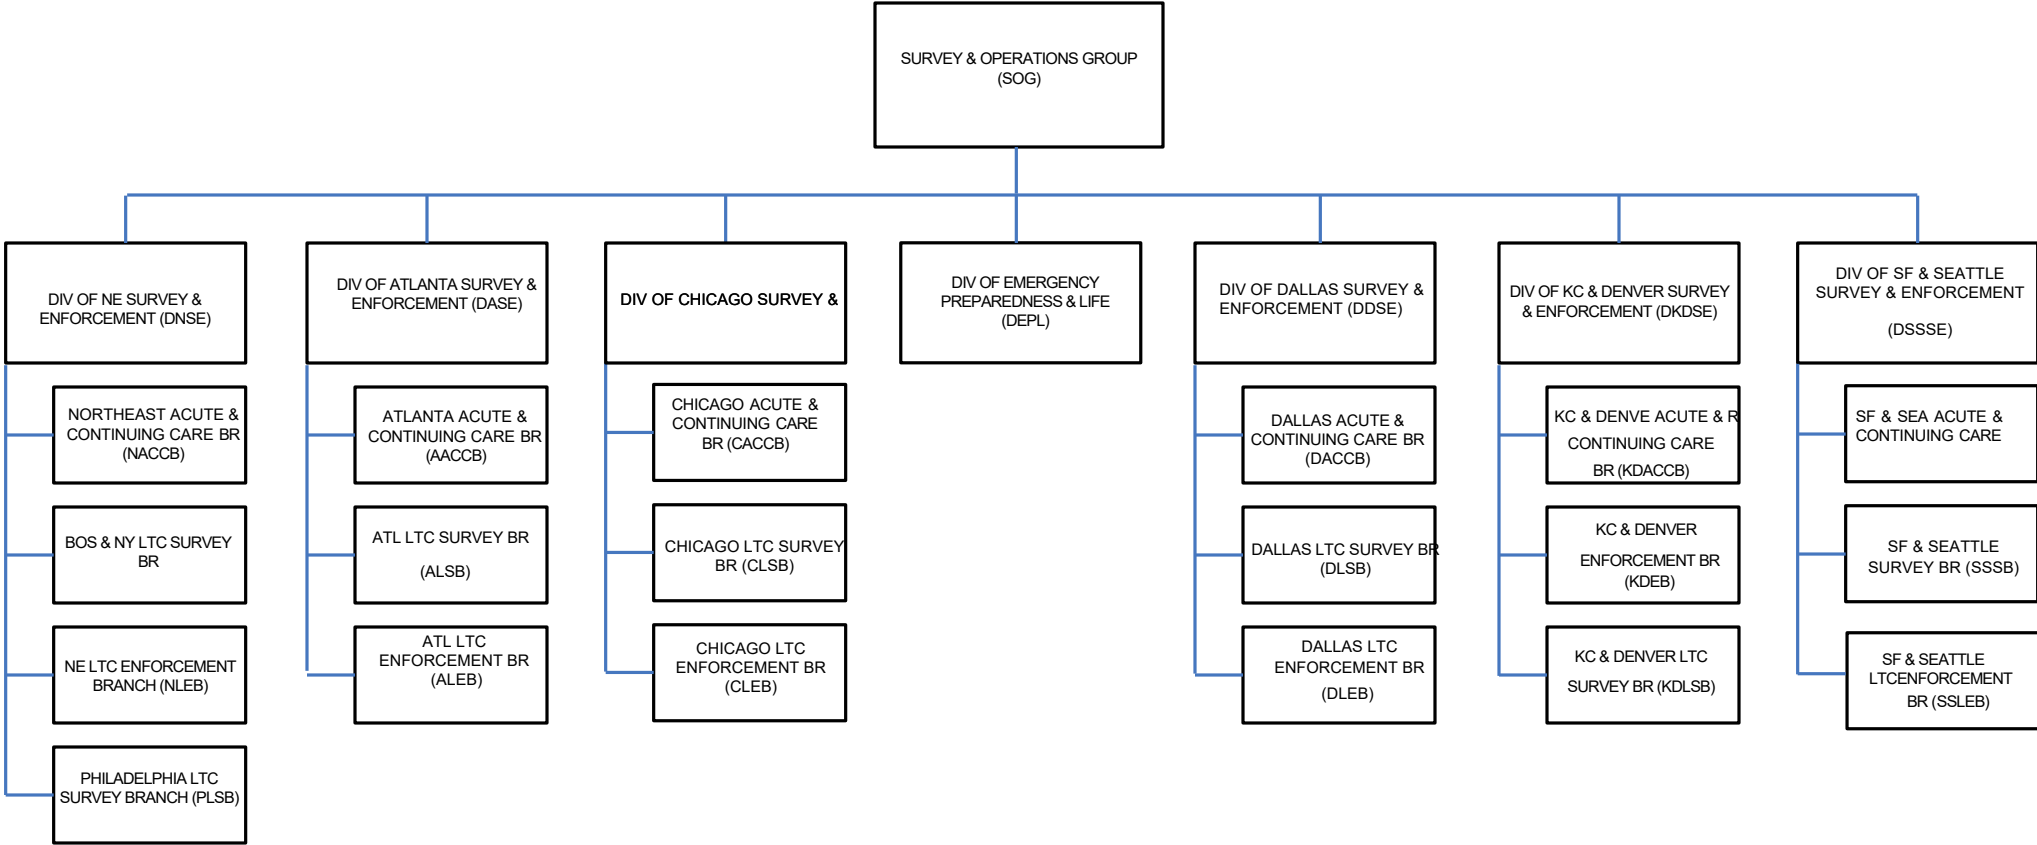 SURVEY & OPERATIONS GROUP
(SOG)
DIV OF NE SURVEY &
ENFORCEMENT (DNSE)
NORTHEAST ACUTE &
CONTINUING CARE BR
(NACCB)
BOS & NY LTC SURVEY
BR
NE LTC ENFORCEMENT
BRANCH (NLEB)
PHILADELPHIA LTC
SURVEY BRANCH (PLSB)
DIV OF ATLANTA SURVEY &
ENFORCEMENT (DASE)
ATLANTA ACUTE &
CONTINUING CARE BR
(AACCB)
ATL LTC SURVEY BR
(ALSB)
ATL LTC
ENFORCEMENT BR
(ALEB)
DIV OF CHICAGO SURVEY &
CHICAGO ACUTE &
CONTINUING CARE
BR (CACCB)
CHICAGO LTC SURVEY
BR (CLSB)
CHICAGO LTC
ENFORCEMENT BR
(CLEB)
DIV OF EMERGENCY
PREPAREDNESS & LIFE
(DEPL)
DIV OF DALLAS SURVEY &
ENFORCEMENT (DDSE)
DALLAS ACUTE &
CONTINUING CARE BR
(DACCB)
DALLAS LTC SURVEY BR
(DLSB)
DALLAS LTC
ENFORCEMENT BR
(DLEB)
DIV OF KC & DENVER SURVEY
& ENFORCEMENT (DKDSE)
KC & DENVE ACUTE & R
CONTINUING CARE
BR (KDACCB)
KC & DENVER
ENFORCEMENT BR
(KDEB)
KC & DENVER LTC
SURVEY BR (KDLSB)
DIV OF SF & SEATTLE
SURVEY & ENFORCEMENT
(DSSSE)
SF & SEA ACUTE &
CONTINUING CARE
SF & SEATTLE
SURVEY BR (SSSB)
SF & SEATTLE
LTCENFORCEMENT
BR (SSLEB)